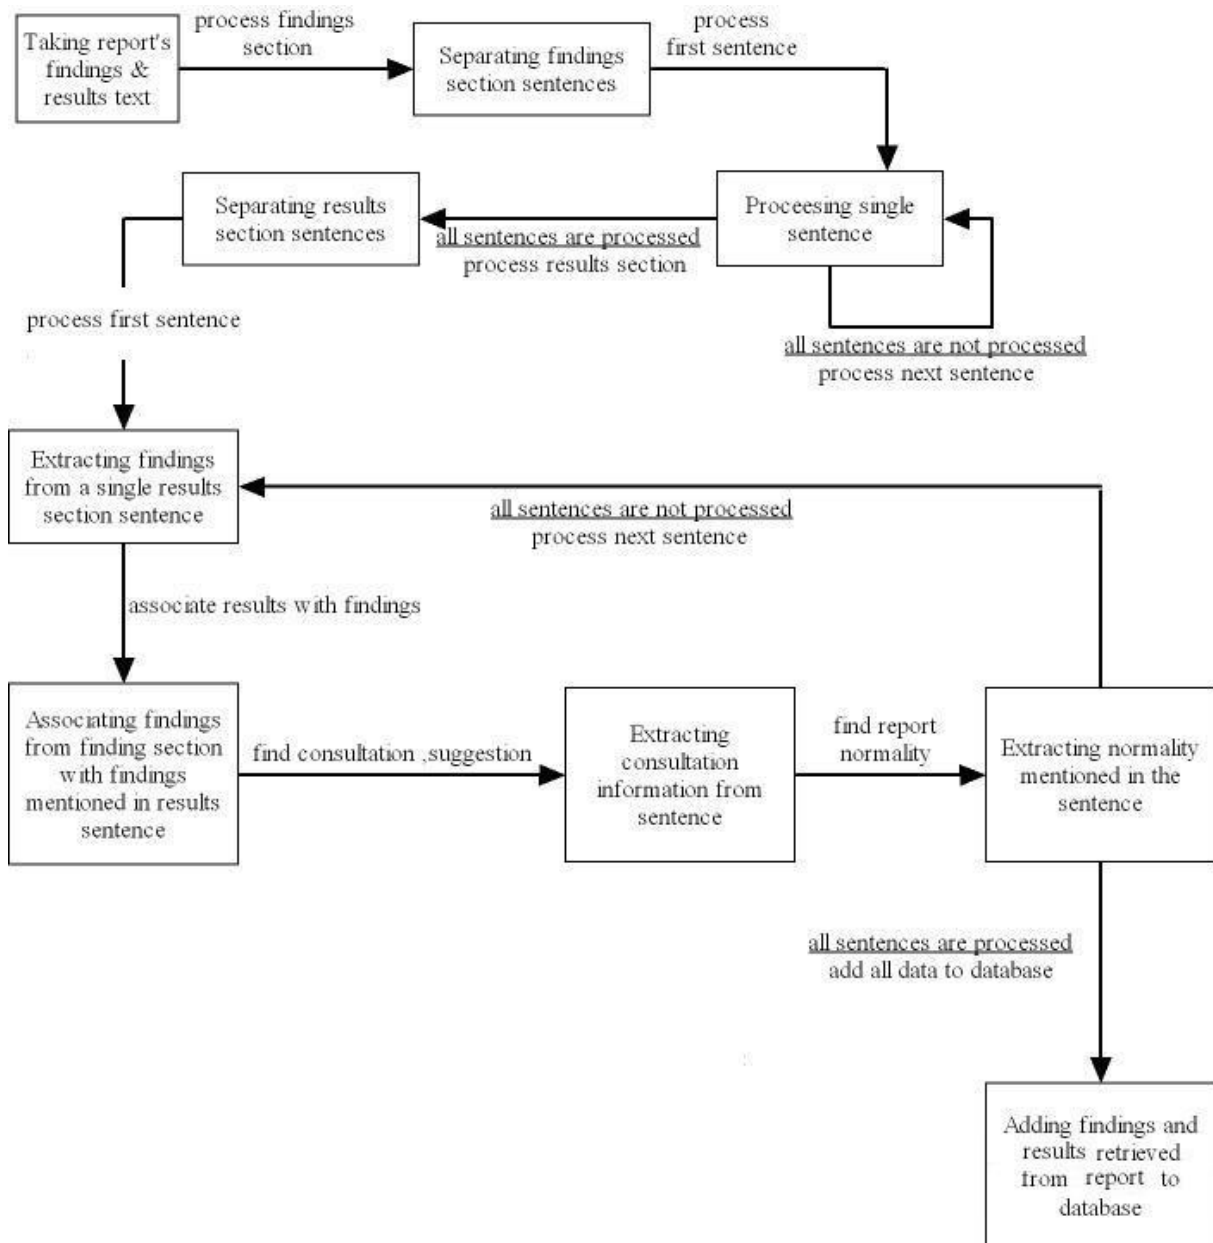 Taking report's
findings &
results text
process findings
section
Separating findings
section sentences
process
first sentence
Proceesing single
sentence
all sentences are not processed
process next sentence
all sentences are processed
process results section
Separating results
section sentences
process first sentence
Extracting findings
from a single results
section sentence
associate results with findings
Associating findings
from finding section
with findings
mentioned in results
sentence
find consultation ,suggestion
Extracting
consultation
information from
sentence
find report
normality
Extracting normality
mentioned in the
sentence
all sentences are not processed
process next sentence
all sentences are processed
add all data to database
Adding findings and
results retrieved
from report to
database